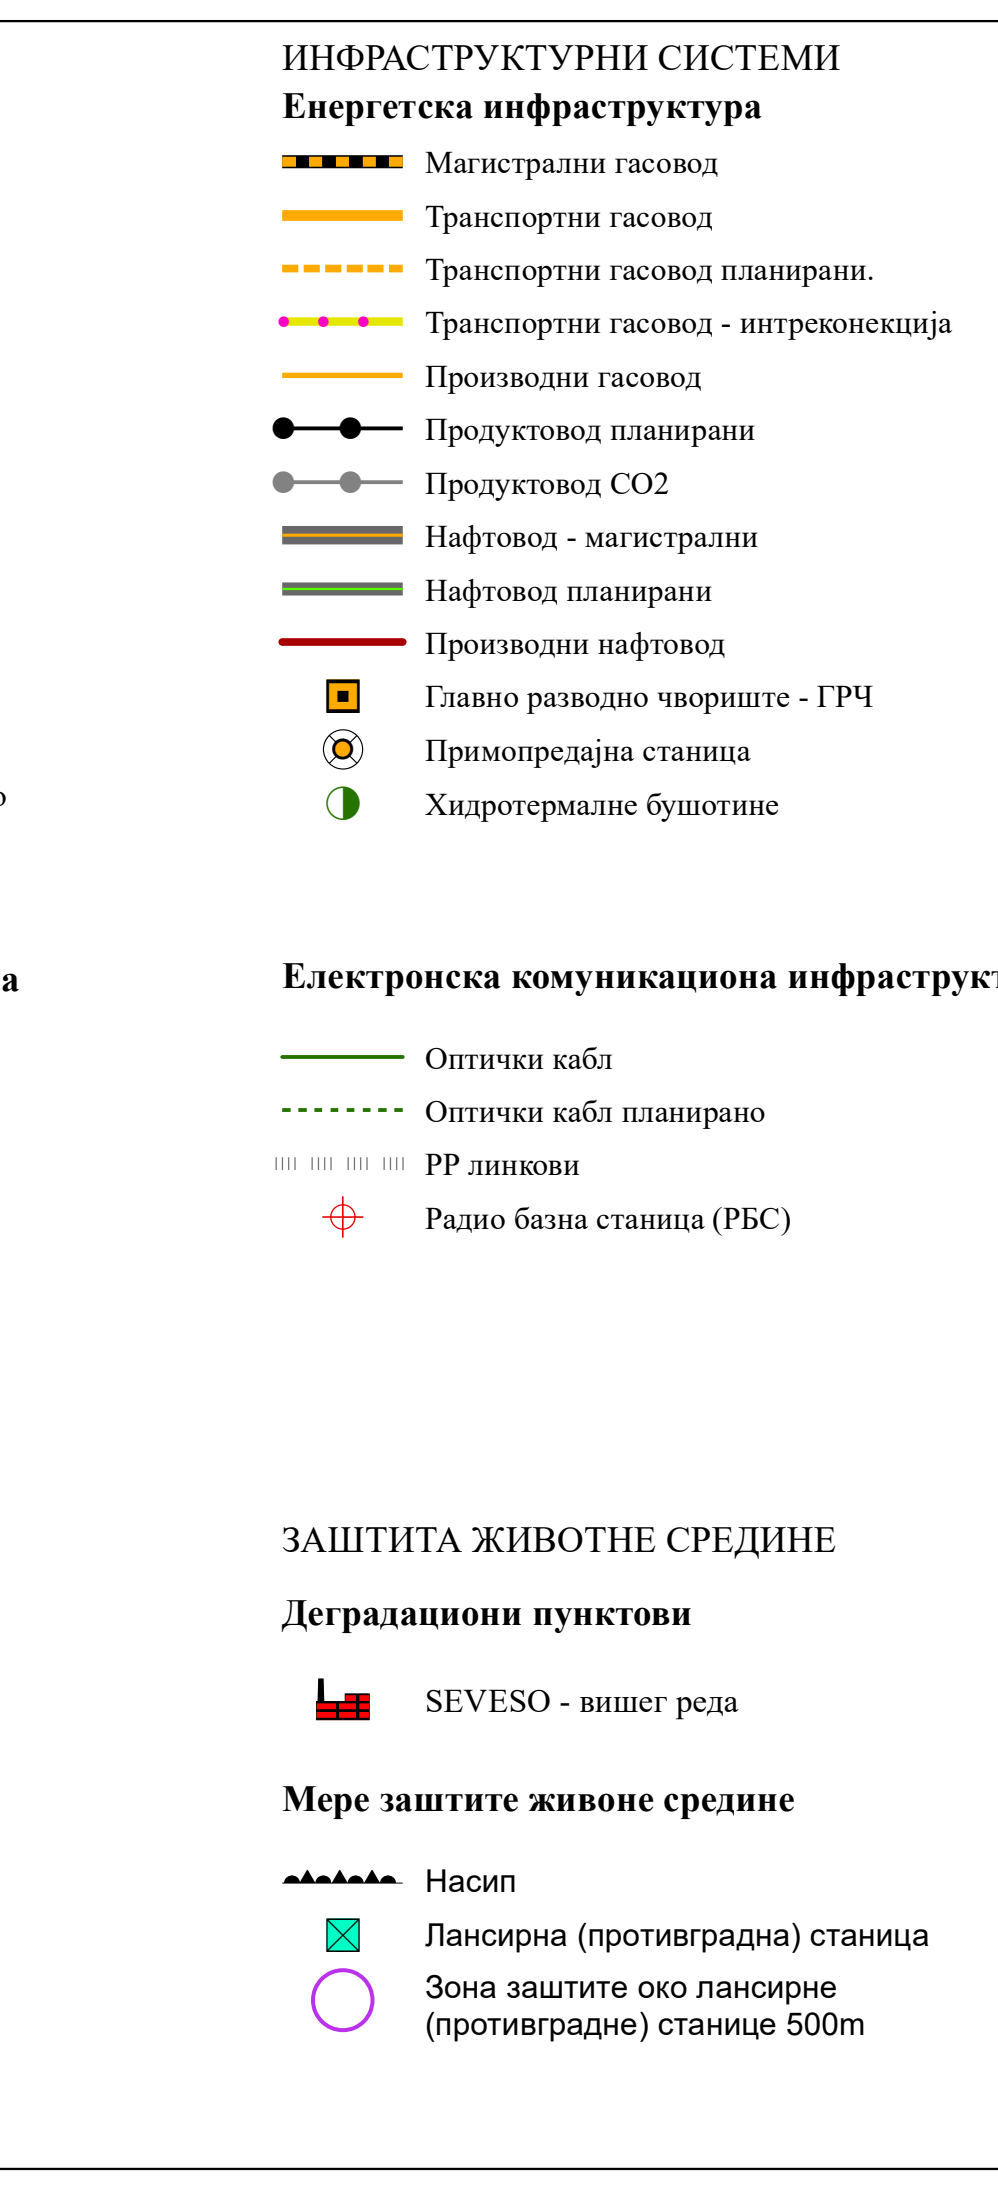 ИНФРАСТРУКТУРНИ СИСТЕМИ
Енергетска инфраструктура
Магистрални гасовод
Транспортни гасовод
Транспортни гасовод планирани.
Транспортни гасовод - интреконекција
Производни гасовод
Продуктовод планирани
Продуктовод СО2
Нафтовод - магистрални
Нафтовод планирани
Производни нафтовод
Главно разводно чвориште - ГРЧ
Примопредајна станица
Хидротермалне бушотине
Електронска комуникациона инфраструкт
Оптички кабл
Оптички кабл планирано
РР линкови
Радио базна станица (РБС)
ЗАШТИТА ЖИВОТНЕ СРЕДИНЕ
Деградациони пунктови
SEVESO - вишег реда
Мере заштите живоне средине
Насип
Лансирна (противградна) станица
Зона заштите око лансирне
(противградне) станице 500m